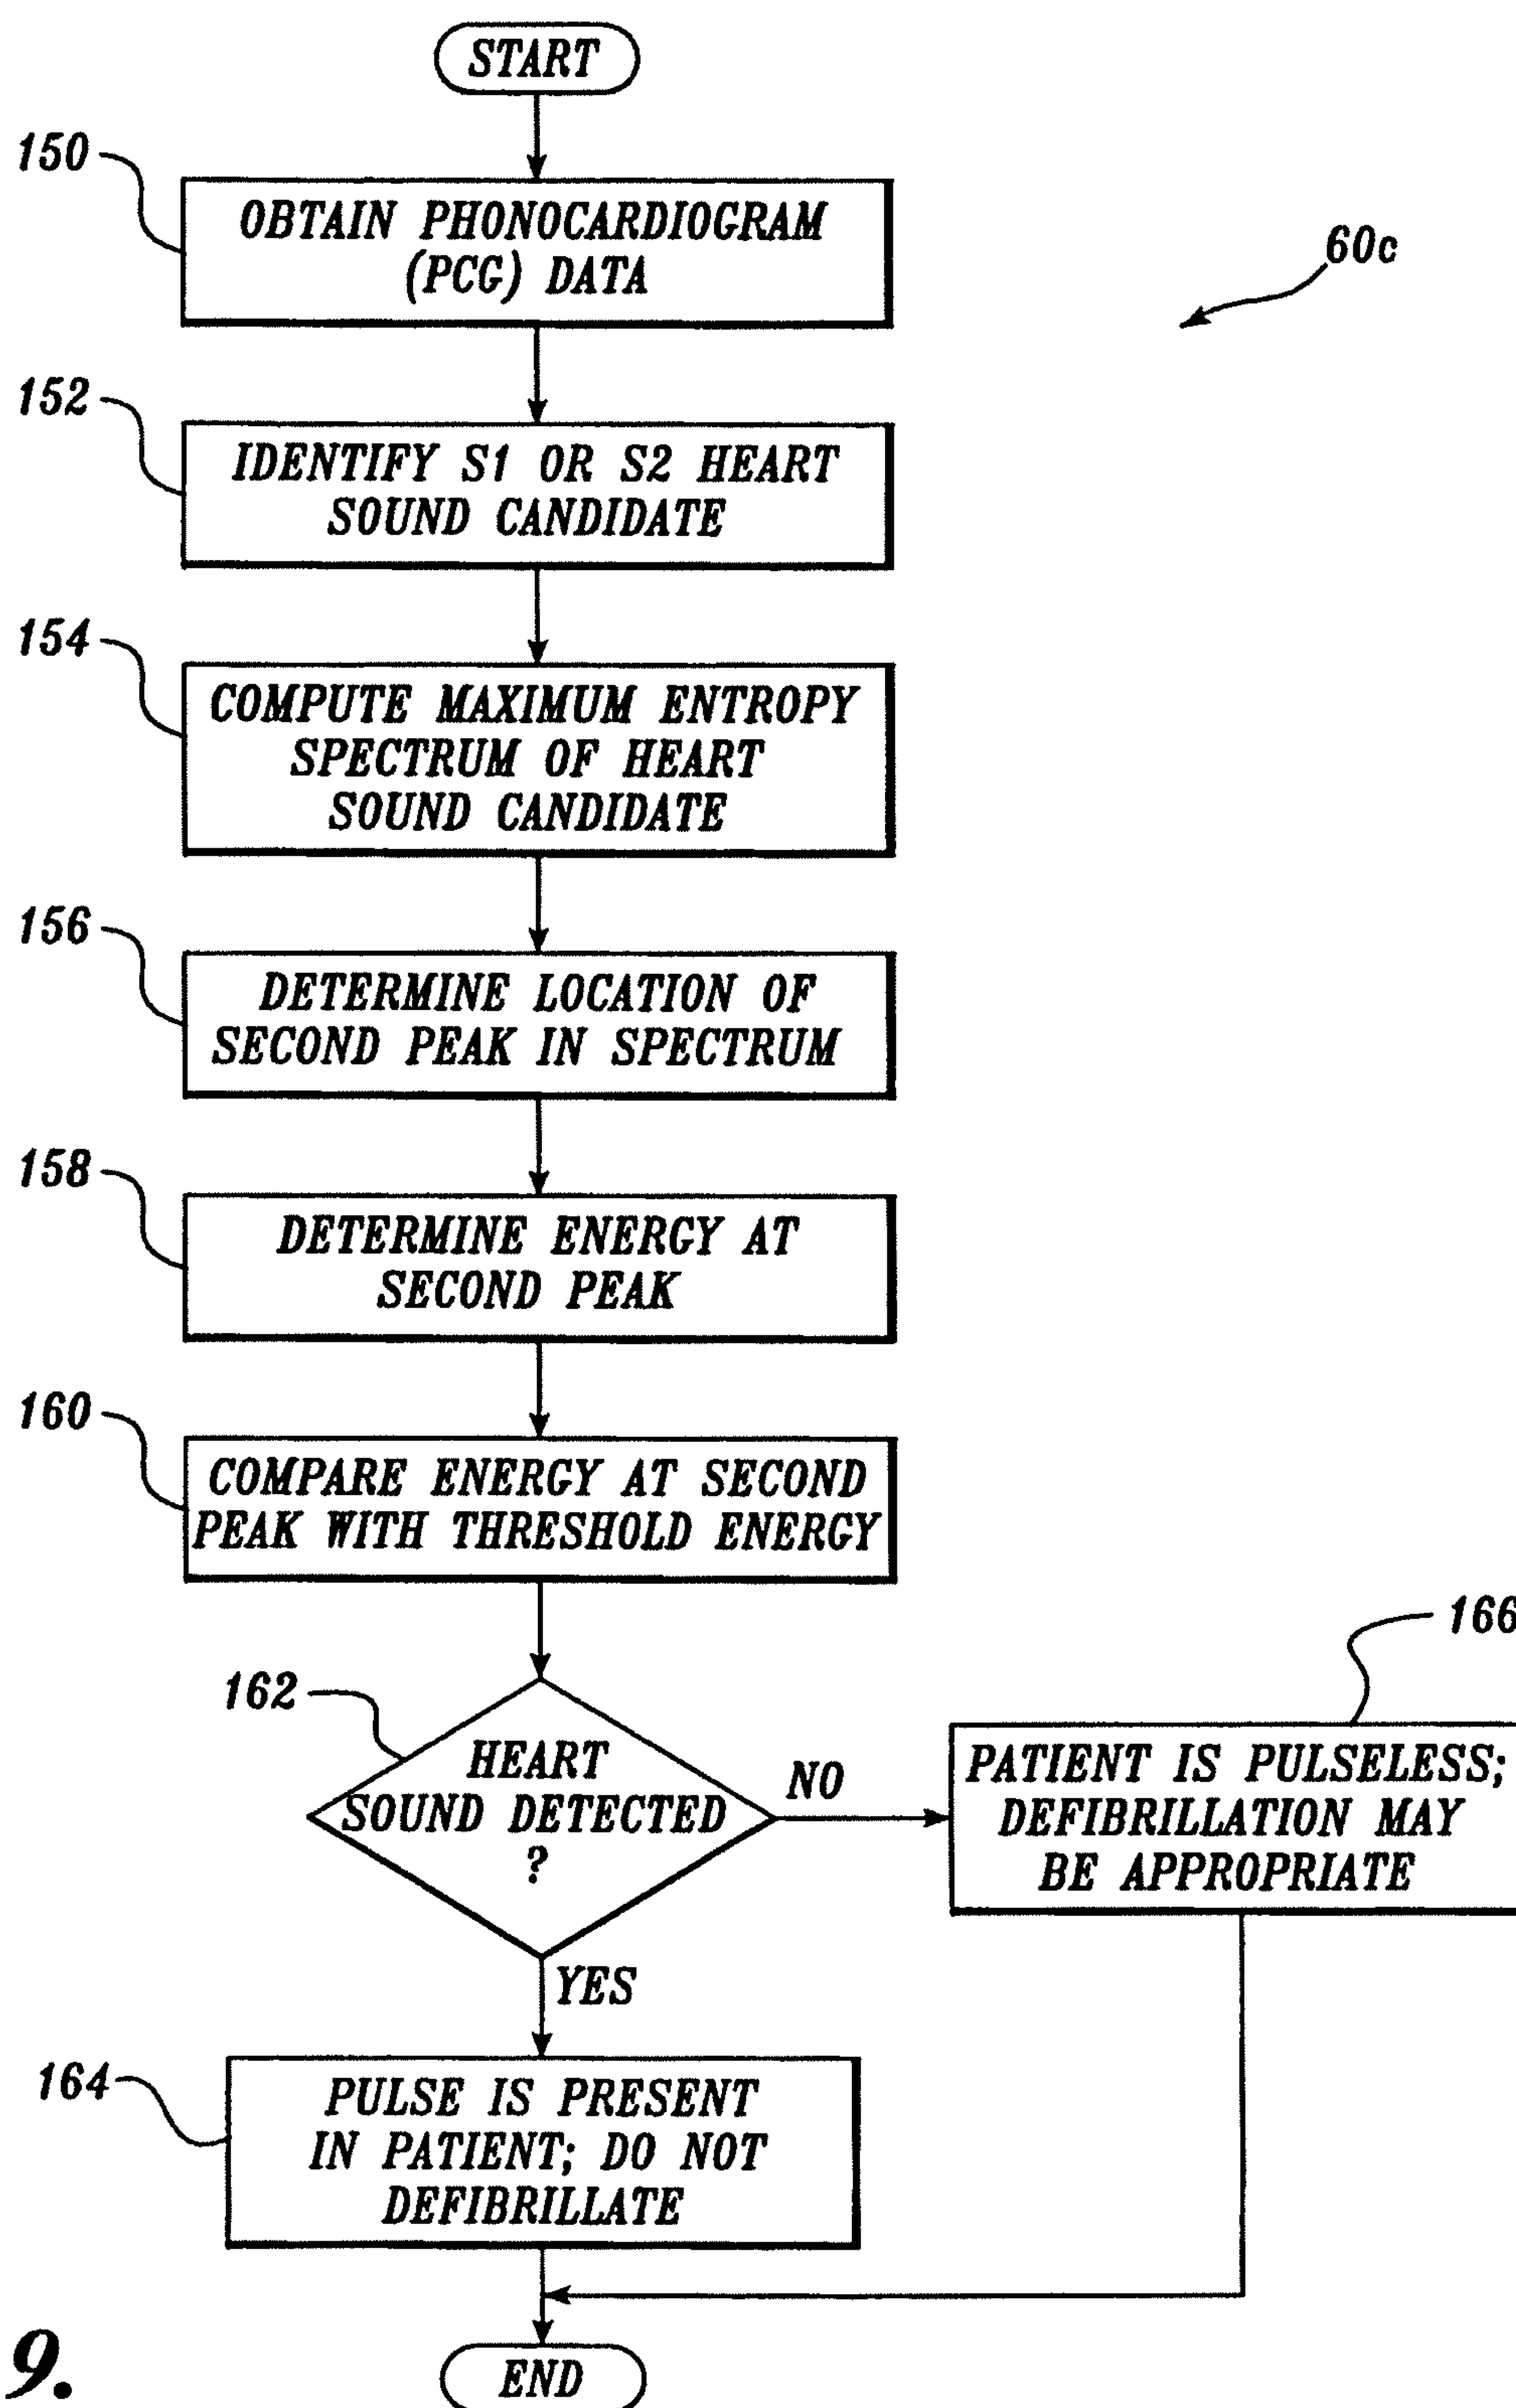 START
150
OBTAIN PHONOCARDIOGRAM
(PCG) DATA
60c
152
IDENTIFY S1 OR S2 HEART
SOUND CANDIDATE
154
COMPUTE MAXIMUM ENTROPY
SPECTRUM OF HEART
SOUND CANDIDATE
156
DETERMINE LOCATION OF
SECOND PEAK IN SPECTRUM
158
DETERMINE ENERGY AT
SECOND PEAK
160
COMPARE ENERGY AT SECOND
PEAK WITH THRESHOLD ENERGY
162
HEART
SOUND DETECTED
?
NO
166
PATIENT IS PULSELESS;
DEFIBRILLATION MAY
BE APPROPRIATE
YES
164
PULSE IS PRESENT
IN PATIENT; DO NOT
DEFIBRILLATE
END
9.